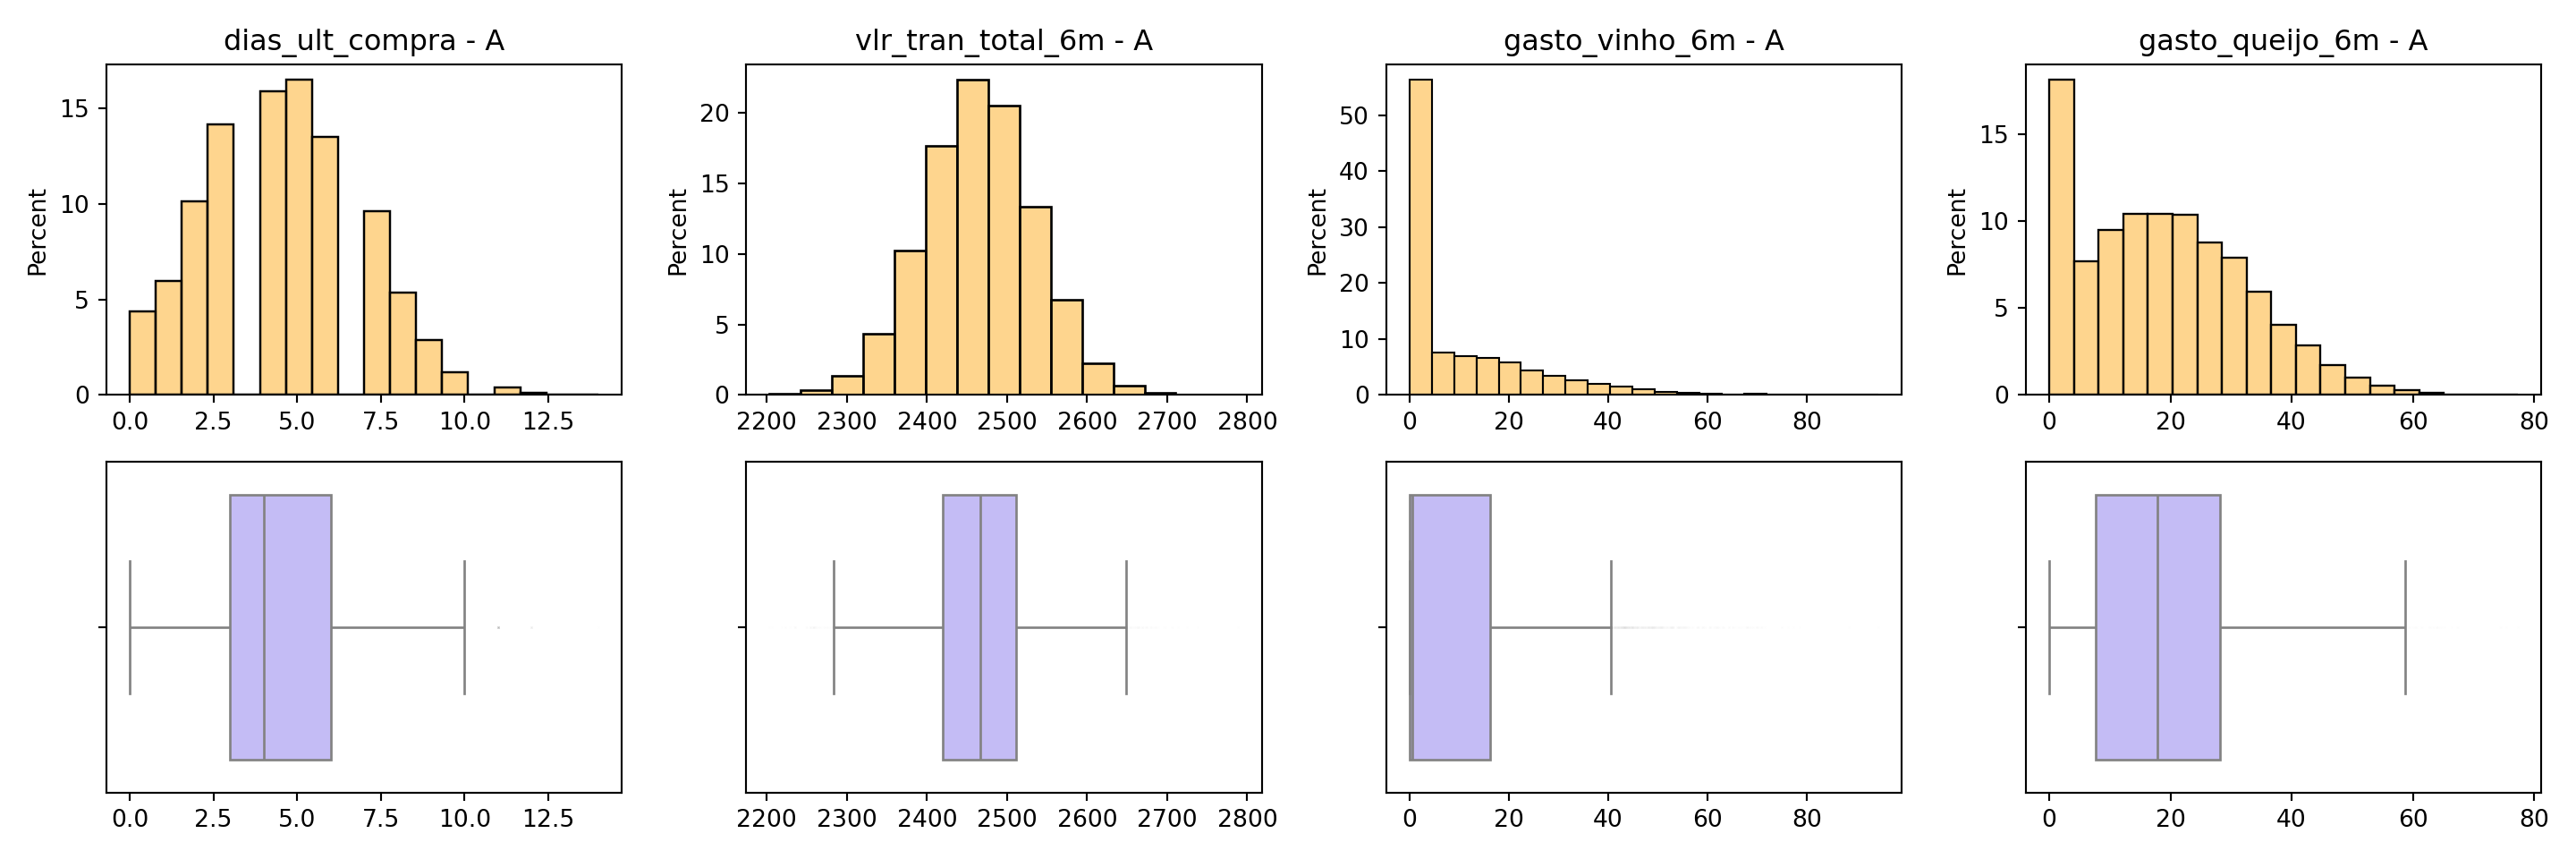 dias_ult_compra - A
vlr_tran_total_6m - A
gasto_vinho_6m - A
gasto_queijo_6m - A
Percent
15
10
5
0
0.0 2.5 5.0 7.5 10.0 12.5
Percent
20
15
10
5
0
2200 2300 2400 2500 2600 2700 2800
Percent
50
40
30
20
10
0
0 20 40 60 80
Percent
15
10
5
0
0 20 40 60 80
0.0 2.5 5.0 7.5 10.0 12.5
2200 2300 2400 2500 2600 2700 2800
0 20 40 60 80
0 20 40 60 80